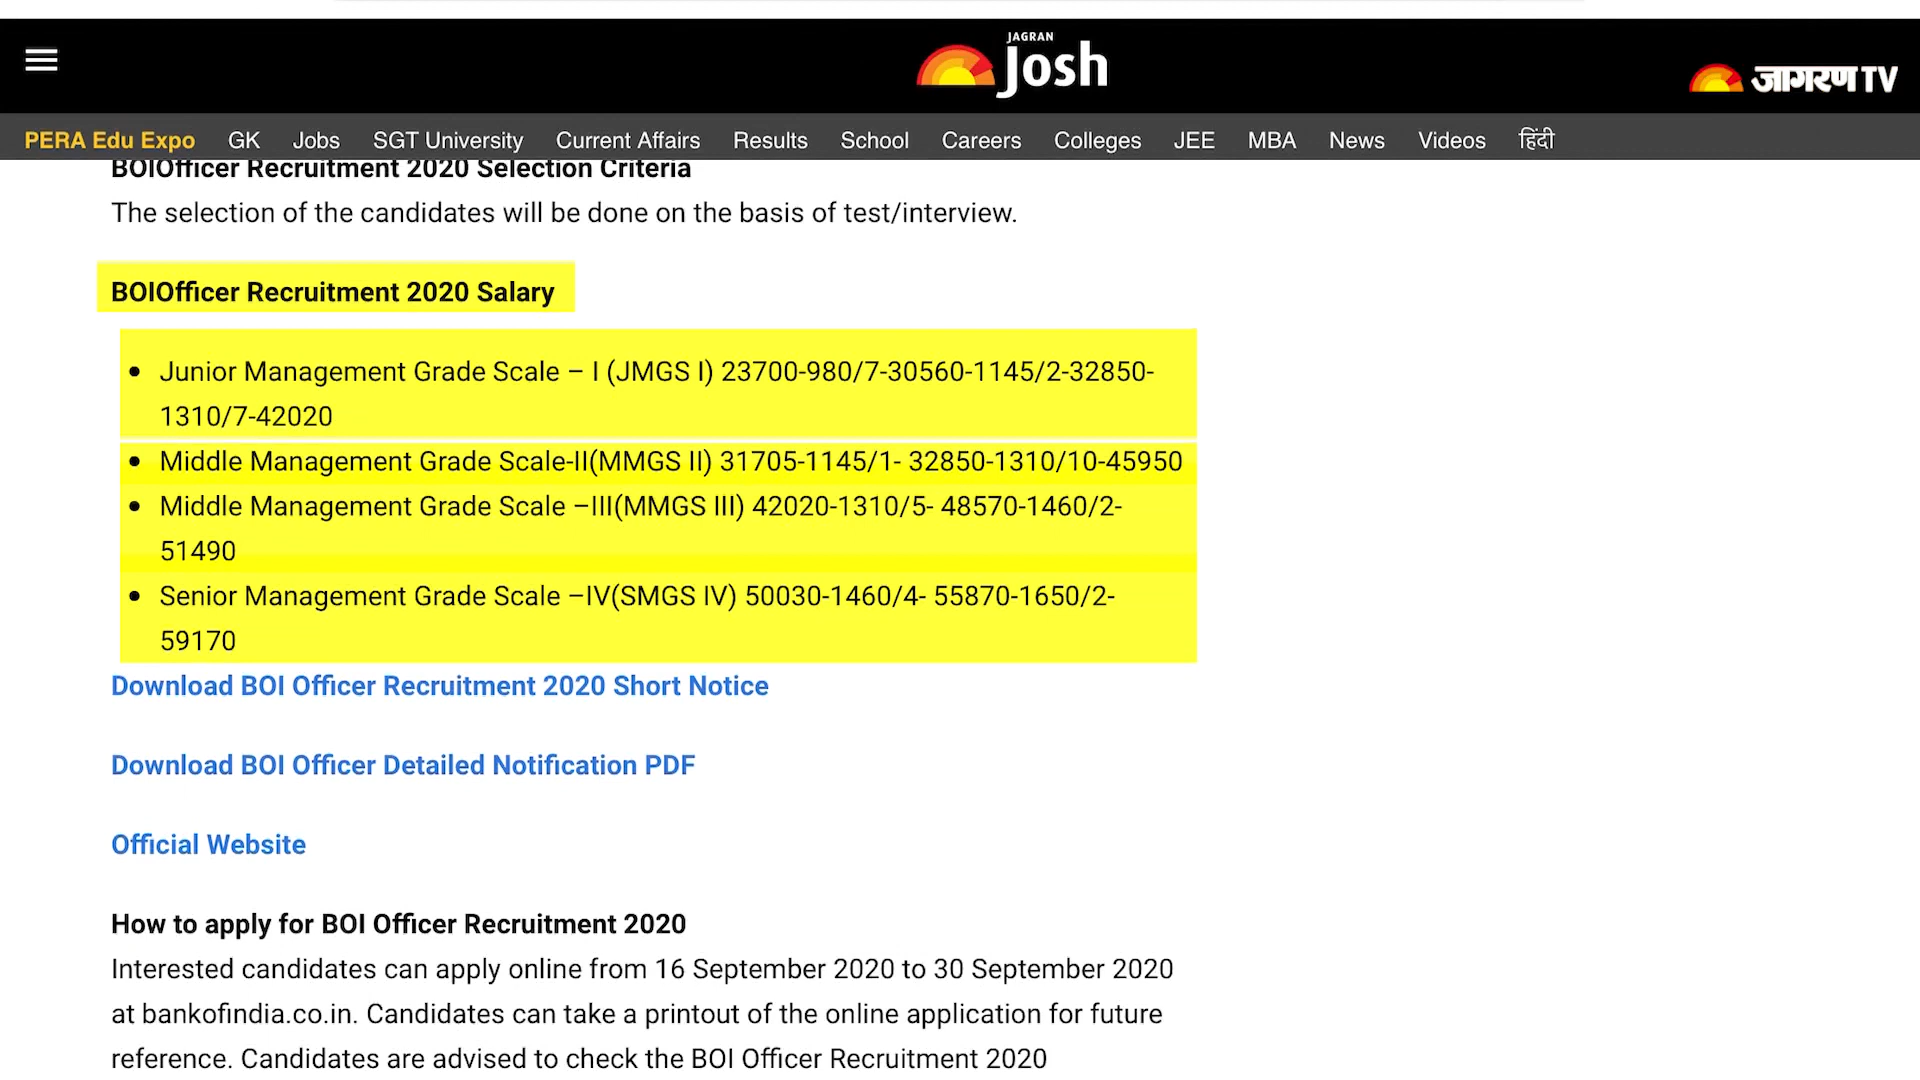 JAGRAN
Josh
जागरण TV
PERA Edu Expo GK Jobs SGT University Current Affairs Results School Careers Colleges JEE MBA News Videos हिंदी
BOIOfficer Recruitment 2020 Selection Criteria
The selection of the candidates will be done on the basis of test/interview.
BOIOfficer Recruitment 2020 Salary
• Junior Management Grade Scale – I (JMGS I) 23700-980/7-30560-1145/2-32850-
1310/7-42020
• Middle Management Grade Scale-II(MMGS II) 31705-1145/1- 32850-1310/10-45950
• Middle Management Grade Scale –III(MMGS III) 42020-1310/5- 48570-1460/2-
51490
• Senior Management Grade Scale –IV(SMGS IV) 50030-1460/4- 55870-1650/2-
59170
Download BOI Officer Recruitment 2020 Short Notice
Download BOI Officer Detailed Notification PDF
Official Website
How to apply for BOI Officer Recruitment 2020
Interested candidates can apply online from 16 September 2020 to 30 September 2020
at bankofindia.co.in. Candidates can take a printout of the online application for future
reference. Candidates are advised to check the BOI Officer Recruitment 2020